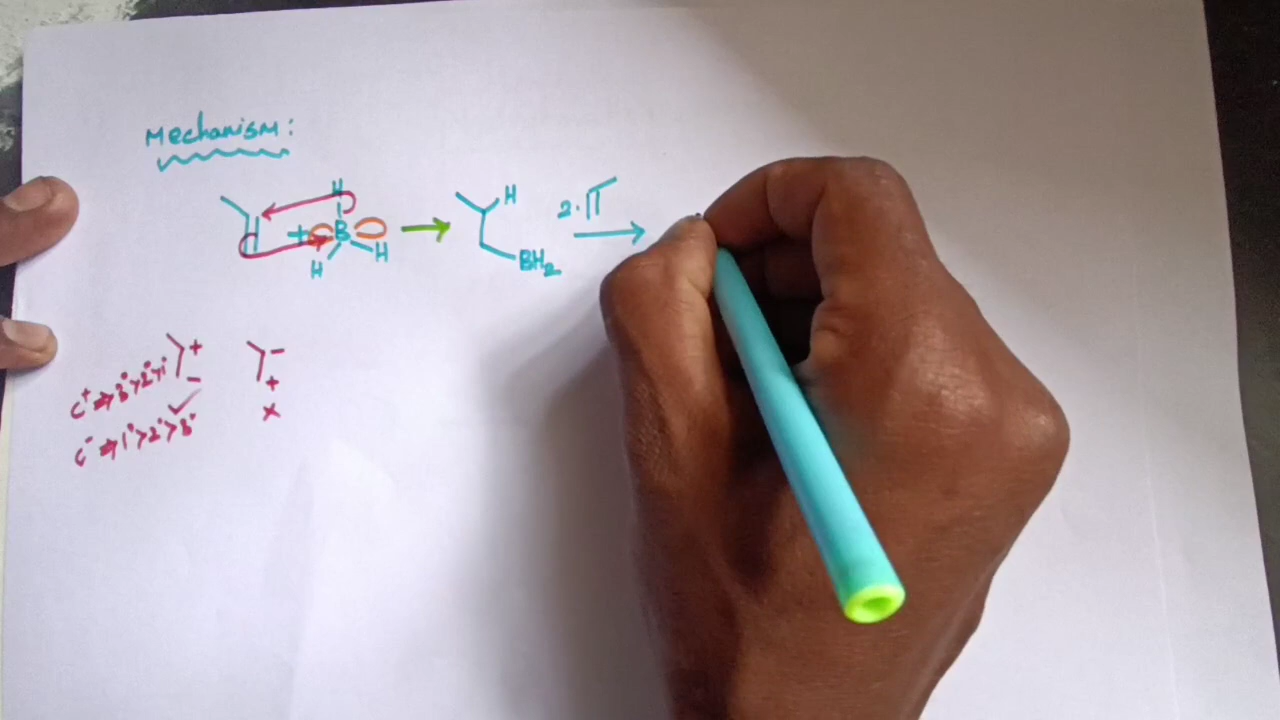 Mechanism:
H
+ B
H H
H
BH2
2.
+ -
- +
x
C+ ⇒ 3°>2°>1°
C- ⇒ 1°>2°>3°